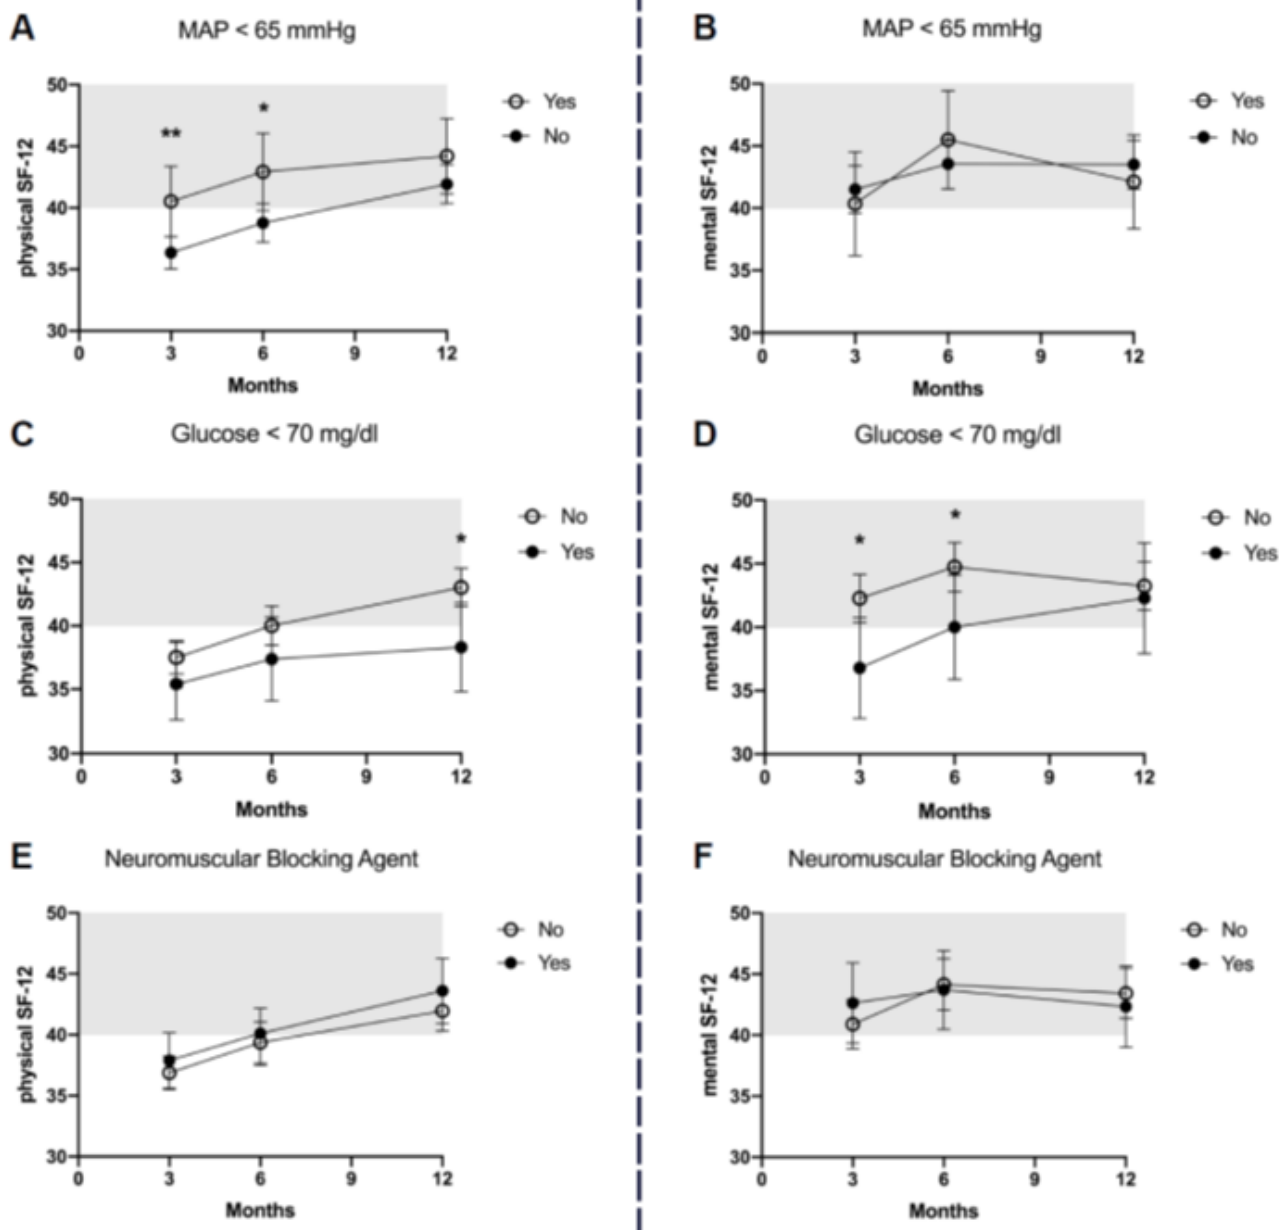 A
MAP < 65 mmHg
50
45
40
35
30
physical SF-12
**
*
0 3 6 9 12
Months
Yes
No
B
MAP < 65 mmHg
50
45
40
35
30
mental SF-12
0 3 6 9 12
Months
Yes
No
C
Glucose < 70 mg/dl
50
45
40
35
30
physical SF-12
*
0 3 6 9 12
Months
No
Yes
D
Glucose < 70 mg/dl
50
45
40
35
30
mental SF-12
*
*
0 3 6 9 12
Months
No
Yes
E
Neuromuscular Blocking Agent
50
45
40
35
30
physical SF-12
0 3 6 9 12
Months
No
Yes
F
Neuromuscular Blocking Agent
50
45
40
35
30
mental SF-12
0 3 6 9 12
Months
No
Yes